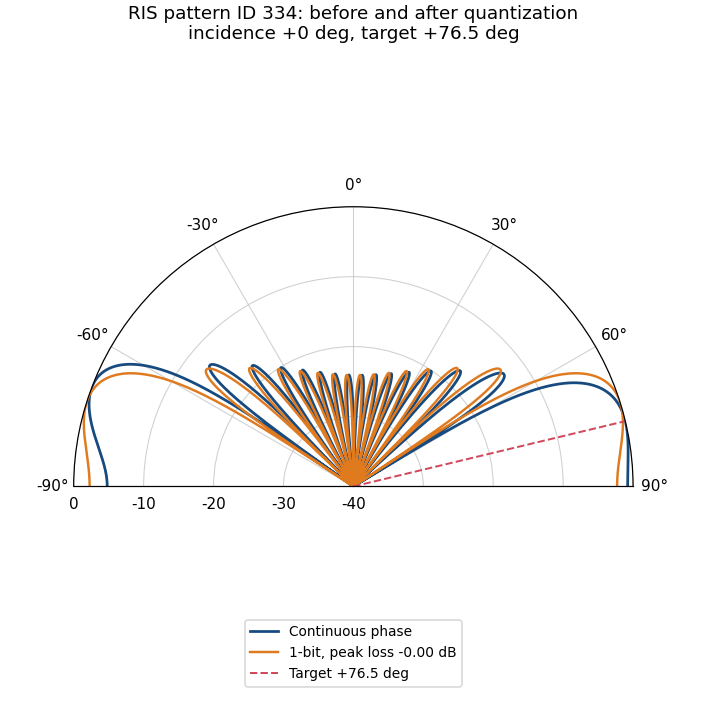 RIS pattern ID 334: before and after quantization
incidence +0 deg, target +76.5 deg
0°
-30°
30°
-60°
60°
-90°
90°
0
-10
-20
-30
-40
Continuous phase
1-bit, peak loss -0.00 dB
Target +76.5 deg